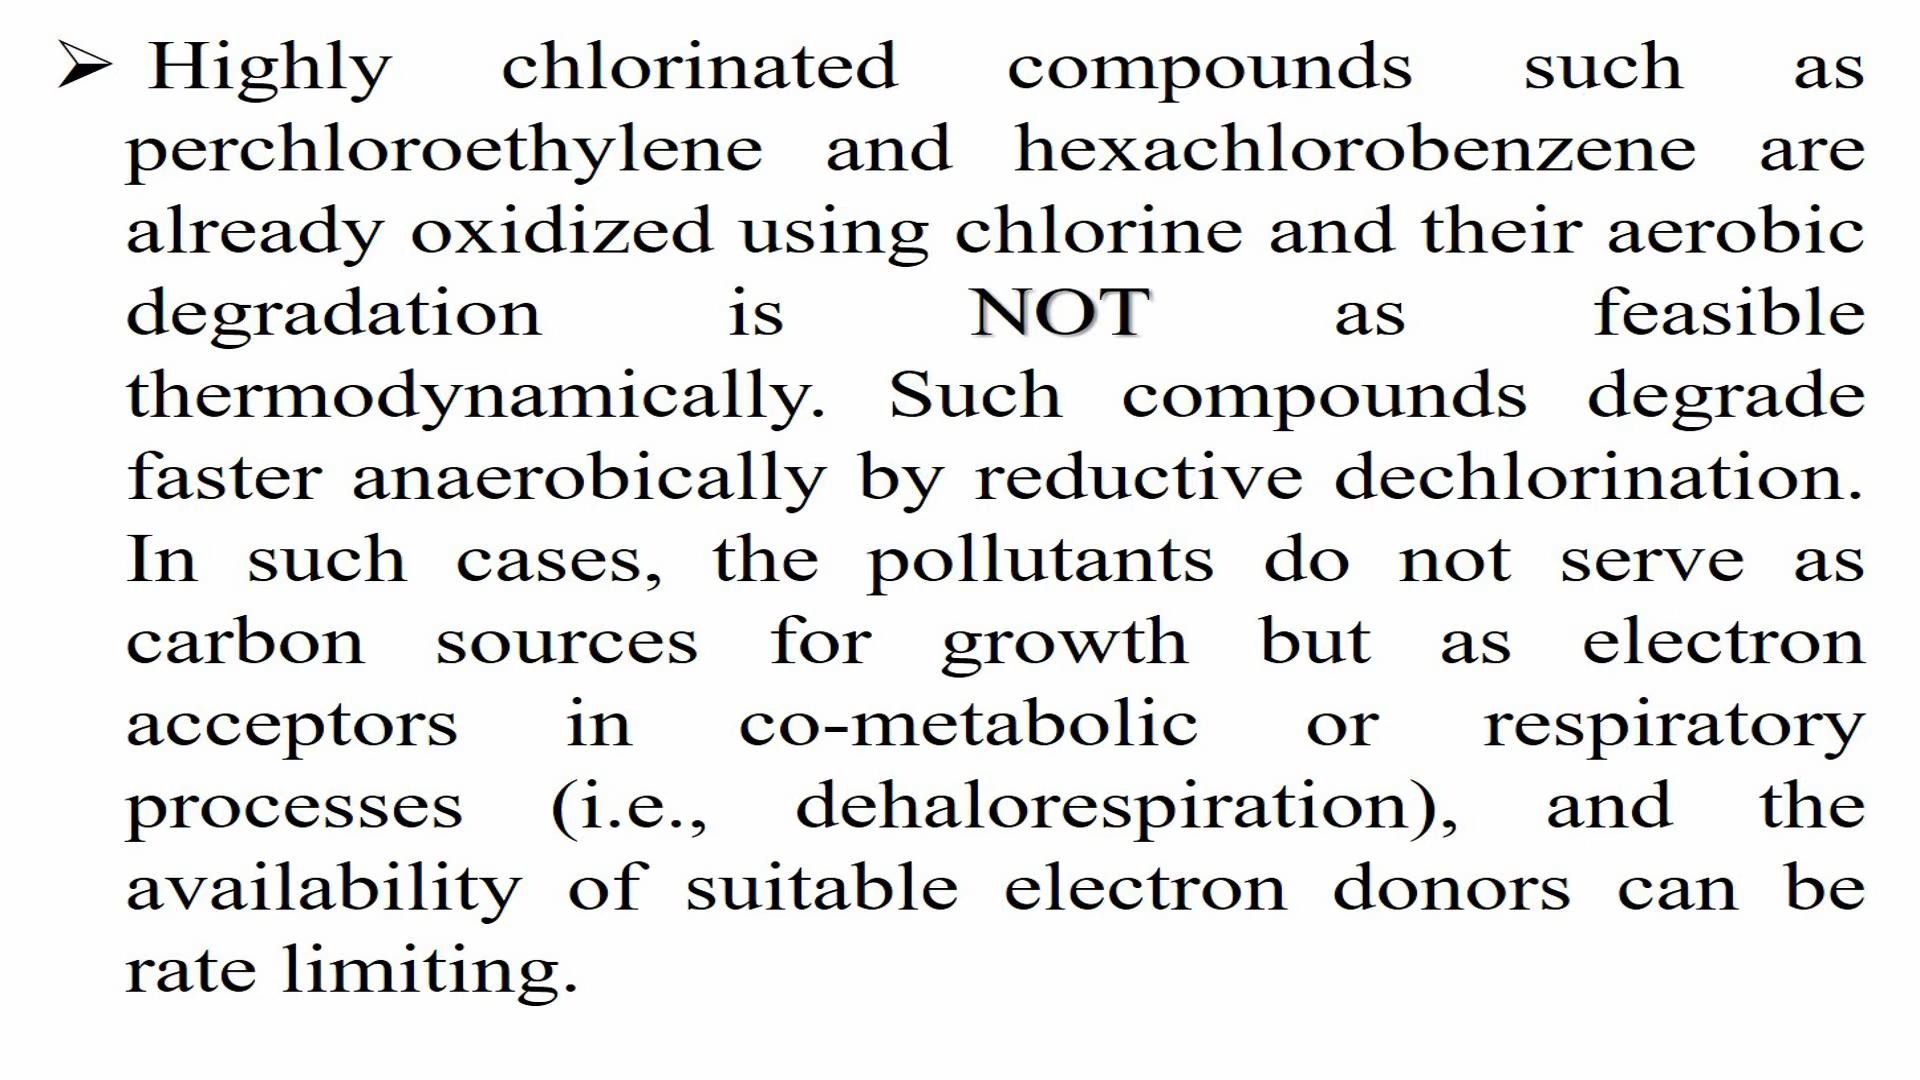 ➢ Highly chlorinated compounds such as
perchloroethylene and hexachlorobenzene are
already oxidized using chlorine and their aerobic
degradation is NOT as feasible
thermodynamically. Such compounds degrade
faster anaerobically by reductive dechlorination.
In such cases, the pollutants do not serve as
carbon sources for growth but as electron
acceptors in co-metabolic or respiratory
processes (i.e., dehalorespiration), and the
availability of suitable electron donors can be
rate limiting.